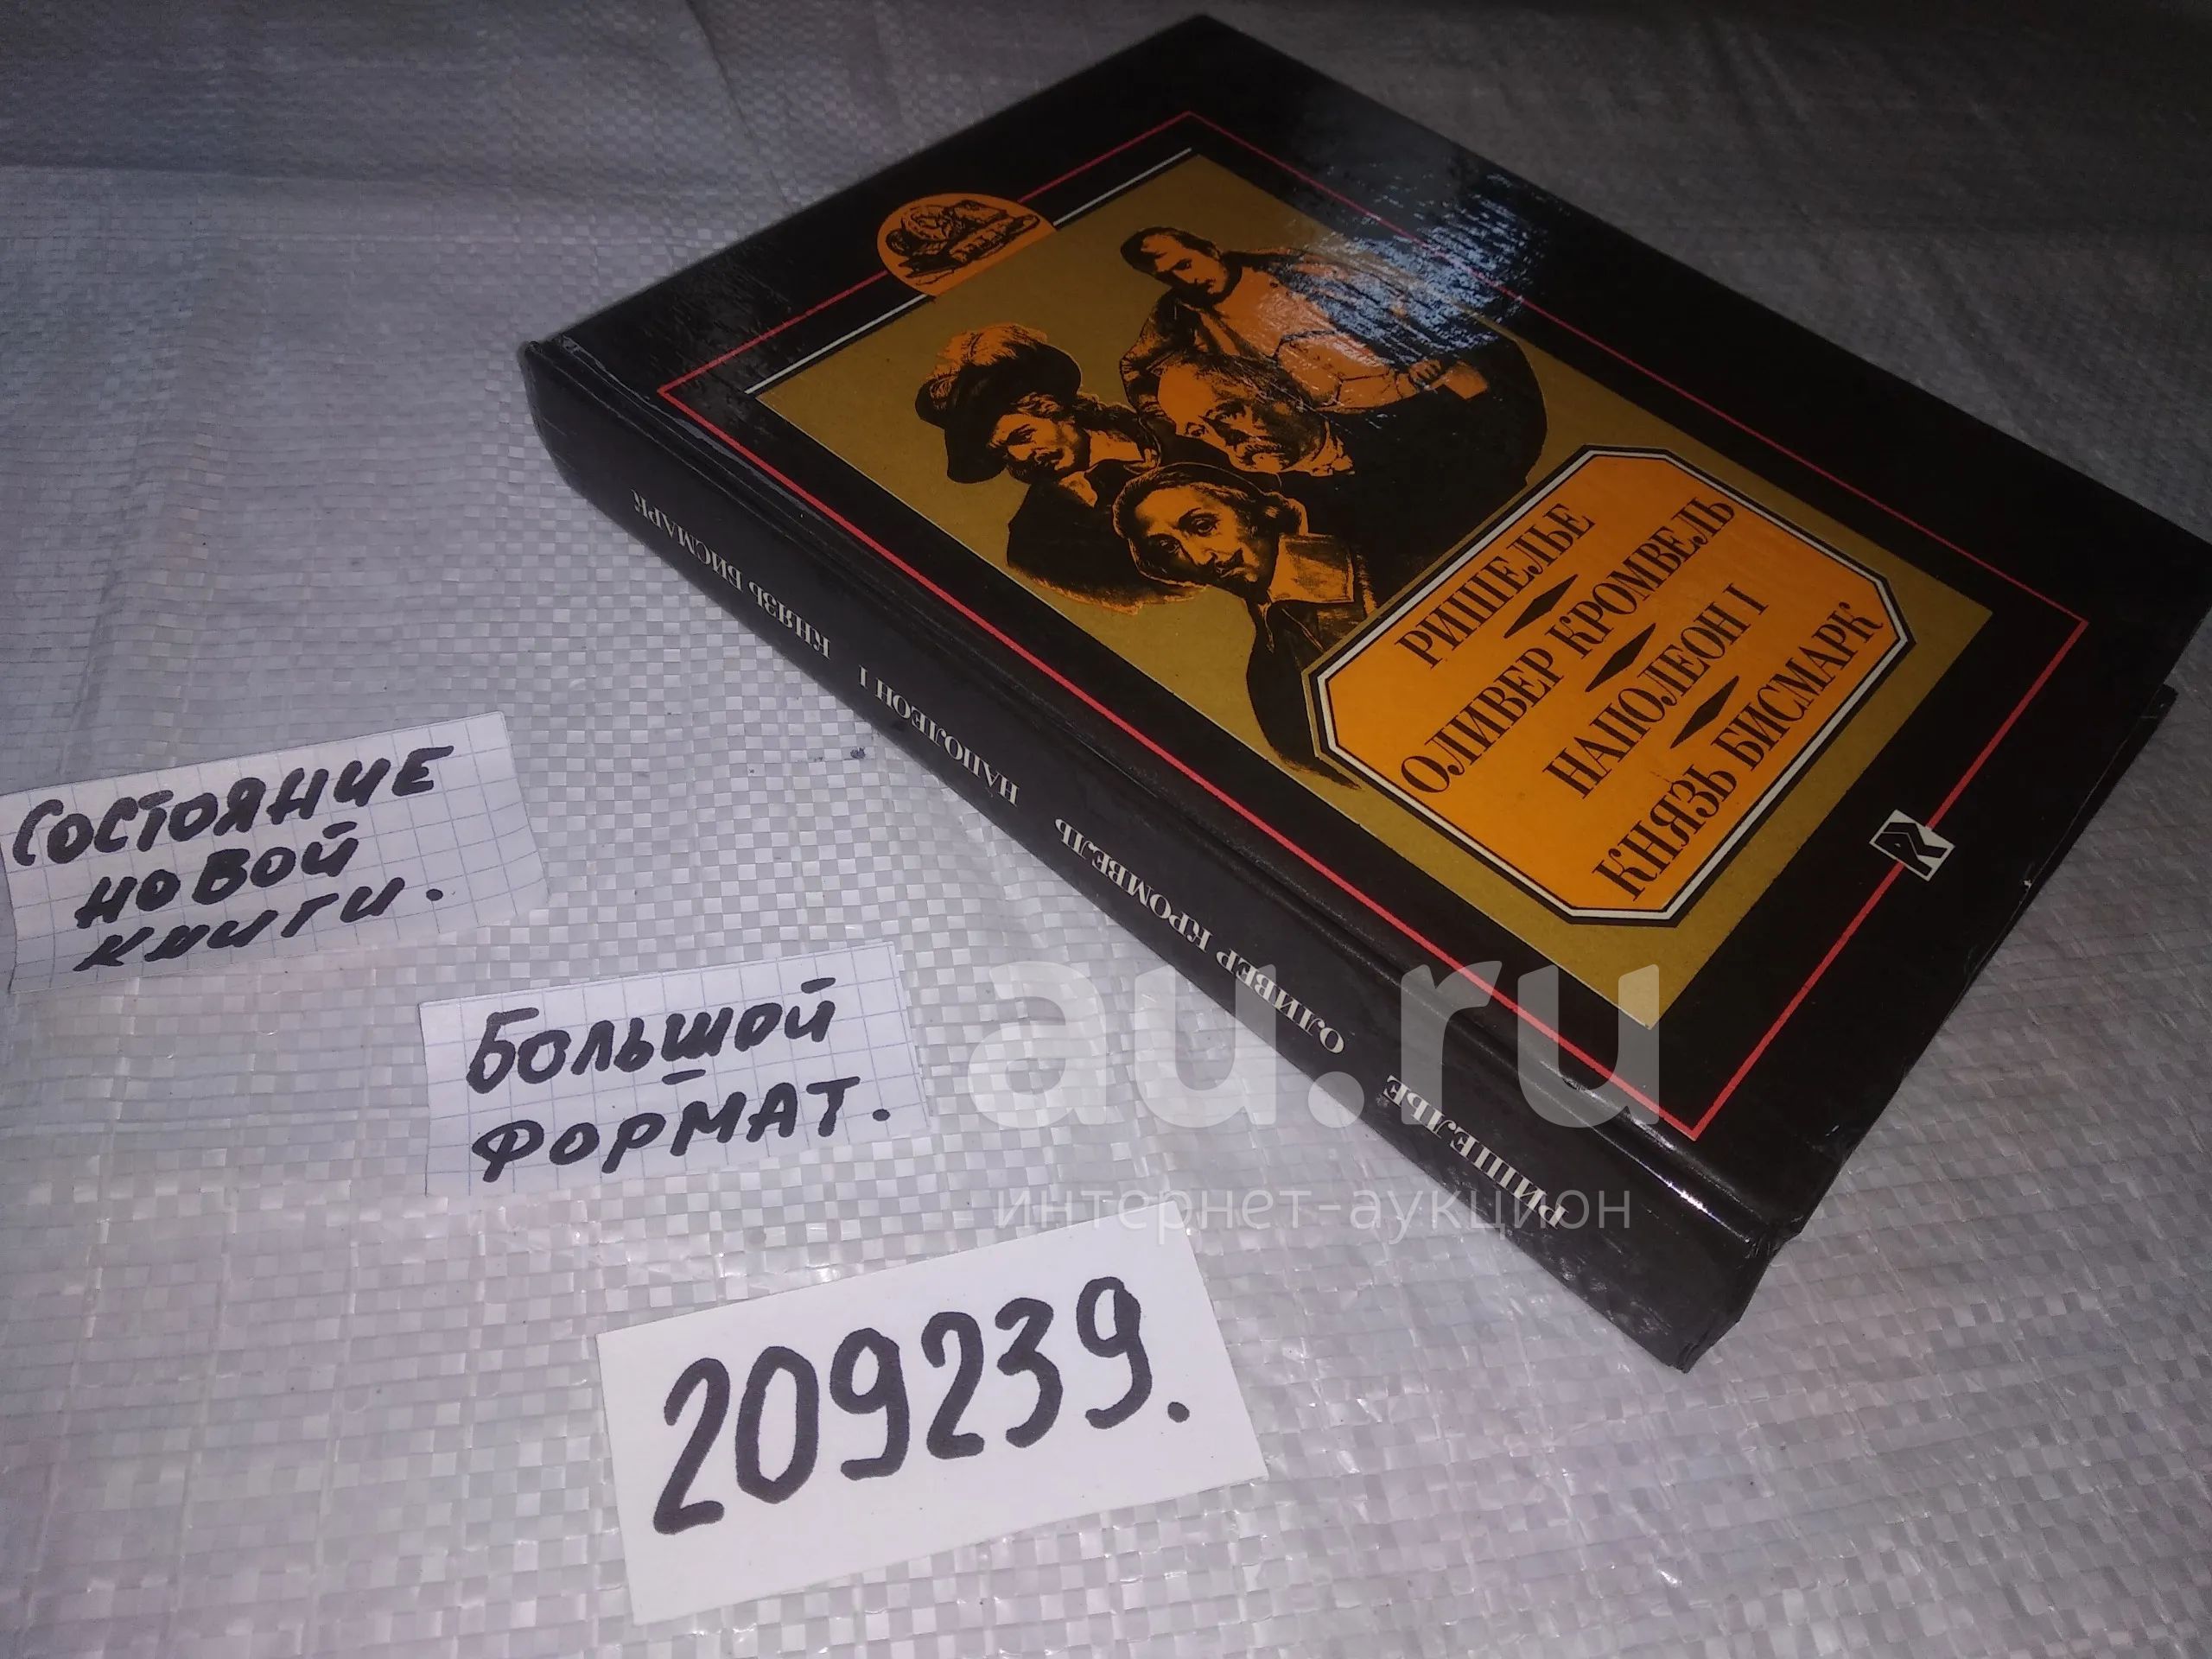 РИШЕЛЬЕ
ОЛИВЕР КРОМВЕЛЬ
НАПОЛЕОН I
КНЯЗЬ БИСМАРК
РИШЕЛЬЕ ОЛИВЕР КРОМВЕЛЬ НАПОЛЕОН I КНЯЗЬ БИСМАРК
СОСТОЯНИЕ
НОВОЙ
КНИГИ.
БОЛЬШОЙ
ФОРМАТ.
au.ru
интернет-аукцион
209239.